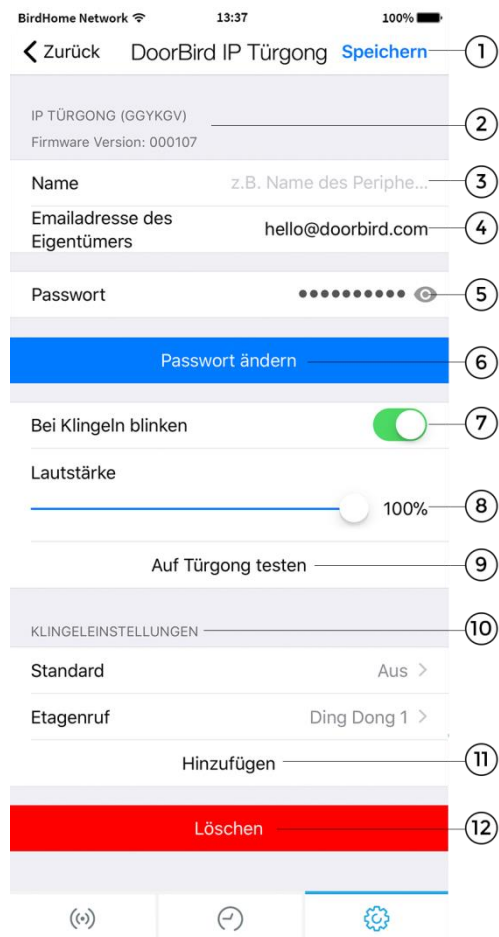 BirdHome Network 13:37 100%
Zurück DoorBird IP Türgong Speichern 1
IP TÜRGONG (GGYKGV) 2
Firmware Version: 000107
Name z.B. Name des Periphe... 3
Emailadresse des
Eigentümers hello@doorbird.com 4
Passwort •••••••••• 5
Passwort ändern 6
Bei Klingeln blinken 7
Lautstärke
100% 8
Auf Türgong testen 9
KLINGELEINSTELLUNGEN 10
Standard Aus
Etagenruf Ding Dong 1
Hinzufügen 11
Löschen 12